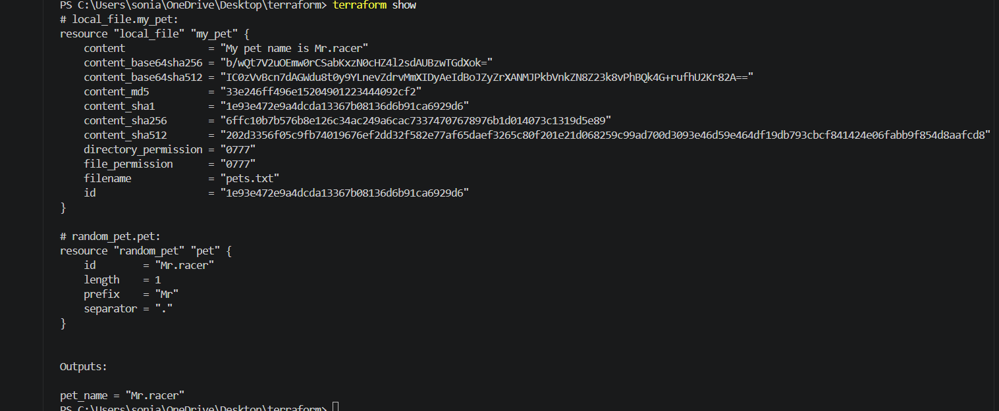 PS C:\Users\sonia\OneDrive\Desktop\terraform> terraform show
# local_file.my_pet:
resource "local_file" "my_pet" {
    content              = "My pet name is Mr.racer"
    content_base64sha256 = "b/wQt7V2uOEmw0rCSabKxzN0cHZ4l2sdAUBzwTGdXok="
    content_base64sha512 = "IC0zVvBcn7dAGWdu8t0y9YLnevZdrvMmXIDyAeIdBoJZyZrXANMJPkbVnkZN8Z23k8vPhBQk4G+rufhU2Kr82A=="
    content_md5          = "33e246ff496e15204901223444092cf2"
    content_sha1         = "1e93e472e9a4dcda13367b08136d6b91ca6929d6"
    content_sha256       = "6ffc10b7b576b8e126c34ac249a6cac73374707678976b1d014073c1319d5e89"
    content_sha512       = "202d3356f05c9fb74019676ef2dd32f582e77af65daef3265c80f201e21d068259c99ad700d3093e46d59e464df19db793cbcf841424e06fabb9f854d8aafcd8"
    directory_permission = "0777"
    file_permission      = "0777"
    filename             = "pets.txt"
    id                   = "1e93e472e9a4dcda13367b08136d6b91ca6929d6"
}

# random_pet.pet:
resource "random_pet" "pet" {
    id        = "Mr.racer"
    length    = 1
    prefix    = "Mr"
    separator = "."
}

Outputs:

pet_name = "Mr.racer"
PS C:\Users\sonia\OneDrive\Desktop\terraform>